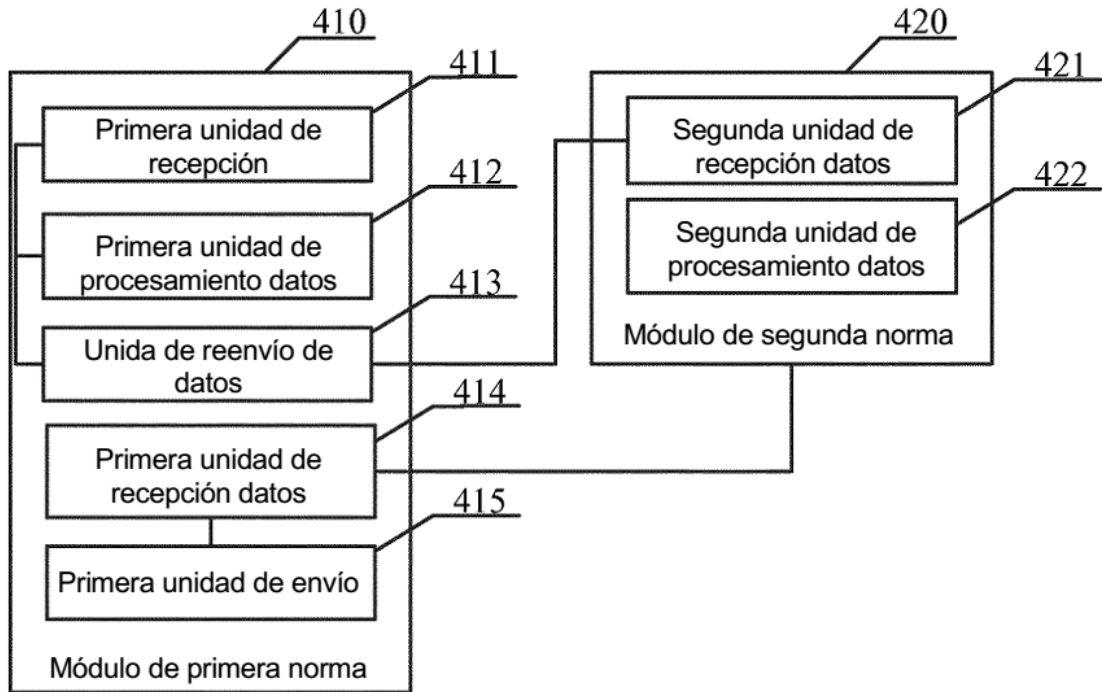 410
411
Primera unidad de
recepción
412
Primera unidad de
procesamiento datos
413
Unida de reenvío de
datos
414
Primera unidad de
recepción datos
415
Primera unidad de envío
Módulo de primera norma
420
421
Segunda unidad de
recepción datos
422
Segunda unidad de
procesamiento datos
Módulo de segunda norma